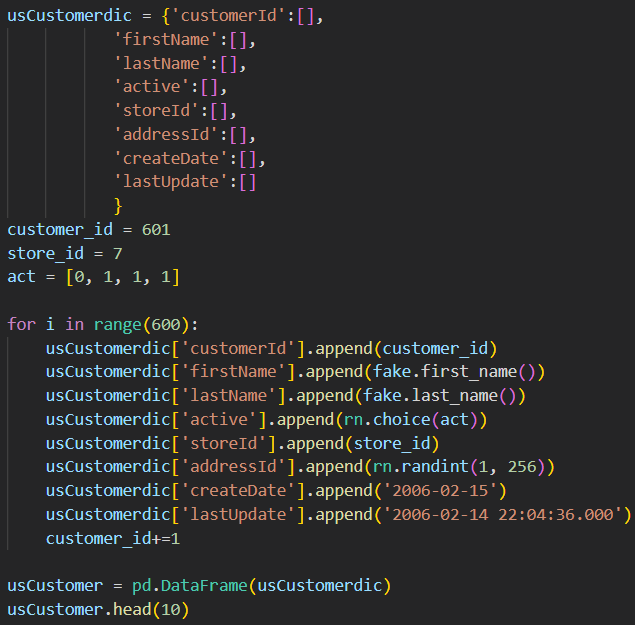 usCustomerdic = {'customerId':[],
'firstName':[],
'lastName':[],
'active':[],
'storeId':[],
'addressId':[],
'createDate':[],
'lastUpdate':[]
}
customer_id = 601
store_id = 7
act = [0, 1, 1, 1]
for i in range(600):
usCustomerdic['customerId'].append(customer_id)
usCustomerdic['firstName'].append(fake.first_name())
usCustomerdic['lastName'].append(fake.last_name())
usCustomerdic['active'].append(rn.choice(act))
usCustomerdic['storeId'].append(store_id)
usCustomerdic['addressId'].append(rn.randint(1, 256))
usCustomerdic['createDate'].append('2006-02-15')
usCustomerdic['lastUpdate'].append('2006-02-14 22:04:36.000')
customer_id+=1
usCustomer = pd.DataFrame(usCustomerdic)
usCustomer.head(10)